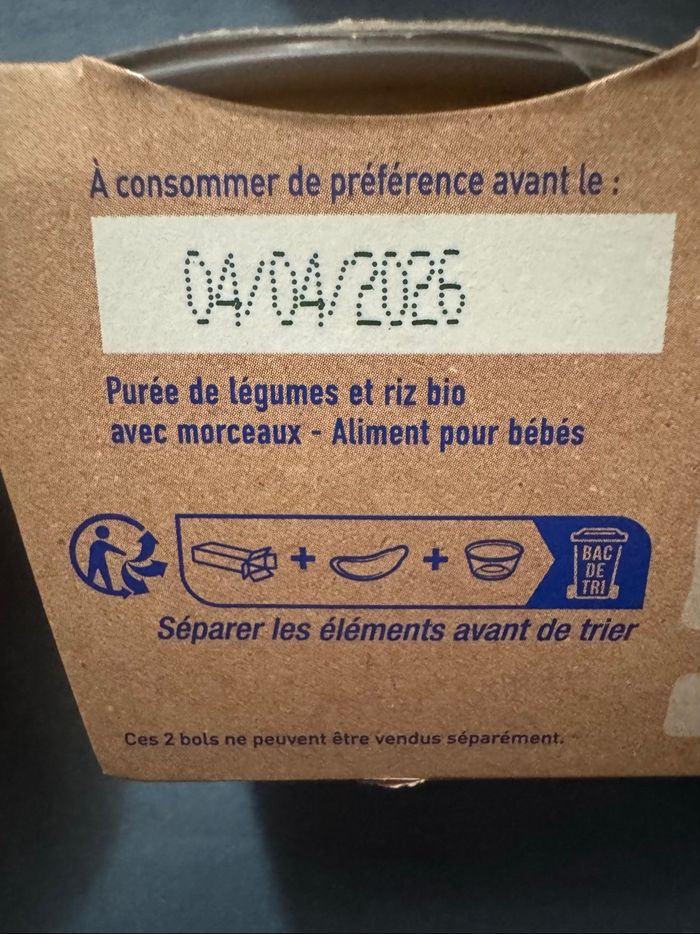 À consommer de préférence avant le :
04/04/2026
Purée de légumes et riz bio
avec morceaux - Aliment pour bébés
BAC
DE
TRI
Séparer les éléments avant de trier
Ces 2 bols ne peuvent être vendus séparément.